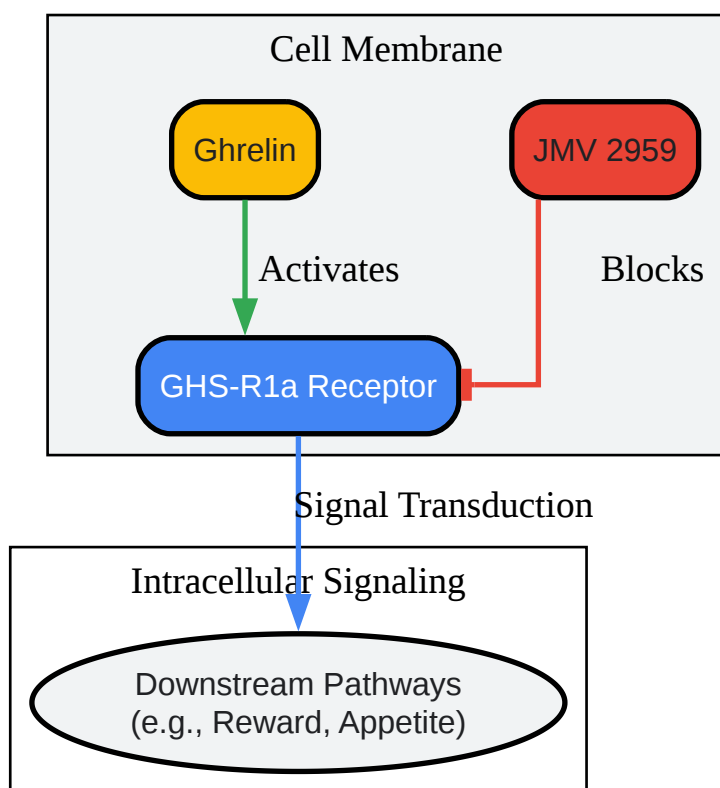 Cell Membrane
Ghrelin
JMV 2959
Activates
Blocks
GHS-R1a Receptor
Signal Transduction
Intracellular Signaling
Downstream Pathways
(e.g., Reward, Appetite)